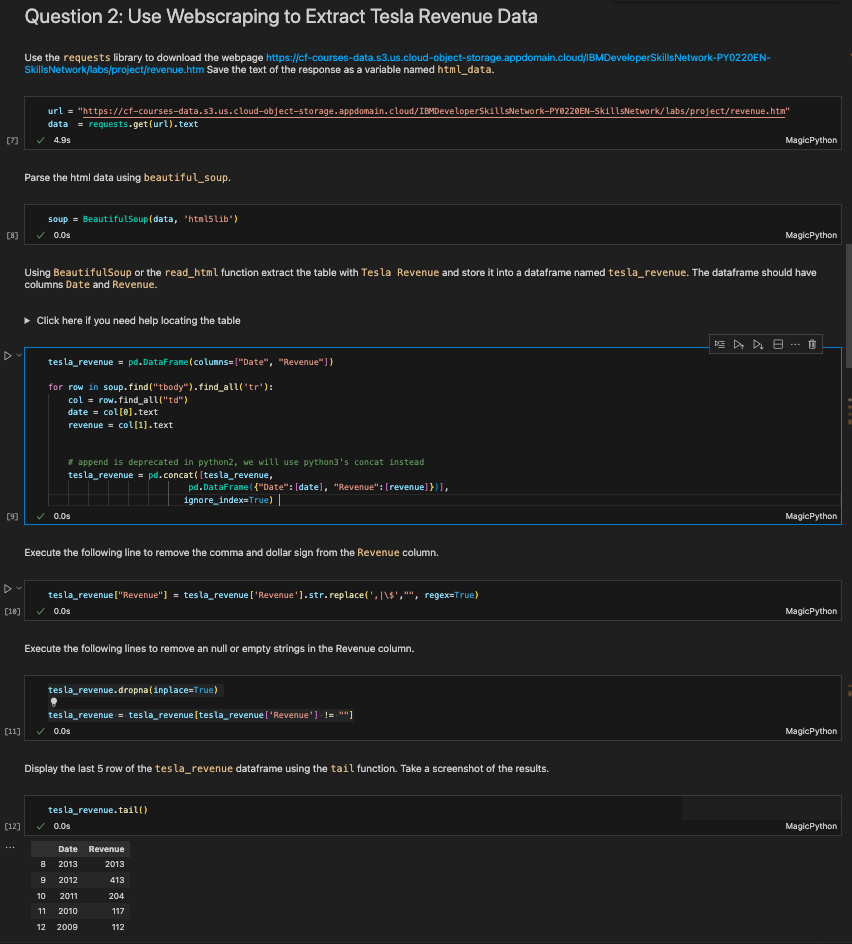 Question 2: Use Webscraping to Extract Tesla Revenue Data
Use the requests library to download the webpage https://cf-courses-data.s3.us.cloud-object-storage.appdomain.cloud/IBMDeveloperSkillsNetwork-PY0220EN-
SkillsNetwork/labs/project/revenue.htm Save the text of the response as a variable named html_data.
url = "https://cf-courses-data.s3.us.cloud-object-storage.appdomain.cloud/IBMDeveloperSkillsNetwork-PY0220EN-SkillsNetwork/labs/project/revenue.htm"
data  = requests.get(url).text
[7] 4.9s MagicPython
Parse the html data using beautiful_soup.
soup = BeautifulSoup(data, 'html5lib')
[8] 0.0s MagicPython
Using BeautifulSoup or the read_html function extract the table with Tesla Revenue and store it into a dataframe named tesla_revenue. The dataframe should have
columns Date and Revenue.
Click here if you need help locating the table
tesla_revenue = pd.DataFrame(columns=["Date", "Revenue"])
for row in soup.find("tbody").find_all('tr'):
    col = row.find_all("td")
    date = col[0].text
    revenue = col[1].text
    # append is deprecated in python2, we will use python3's concat instead
    tesla_revenue = pd.concat([tesla_revenue,
                            pd.DataFrame({"Date":[date], "Revenue":[revenue]})],
                           ignore_index=True)
[9] 0.0s MagicPython
Execute the following line to remove the comma and dollar sign from the Revenue column.
tesla_revenue["Revenue"] = tesla_revenue['Revenue'].str.replace(',|\$',"", regex=True)
[10] 0.0s MagicPython
Execute the following lines to remove an null or empty strings in the Revenue column.
tesla_revenue.dropna(inplace=True)
tesla_revenue = tesla_revenue[tesla_revenue['Revenue'] != ""]
[11] 0.0s MagicPython
Display the last 5 row of the tesla_revenue dataframe using the tail function. Take a screenshot of the results.
tesla_revenue.tail()
[12] 0.0s MagicPython
Date Revenue
8 2013 2013
9 2012 413
10 2011 204
11 2010 117
12 2009 112